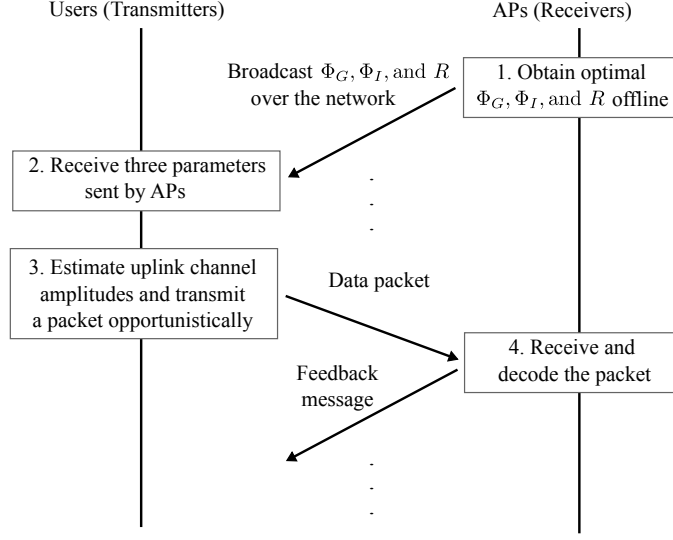 Users (Transmitters)
APs (Receivers)
Broadcast Φ_G, Φ_I, and R
over the network
1. Obtain optimal
Φ_G, Φ_I, and R offline
2. Receive three parameters
sent by APs
3. Estimate uplink channel
amplitudes and transmit
a packet opportunistically
Data packet
4. Receive and
decode the packet
Feedback
message